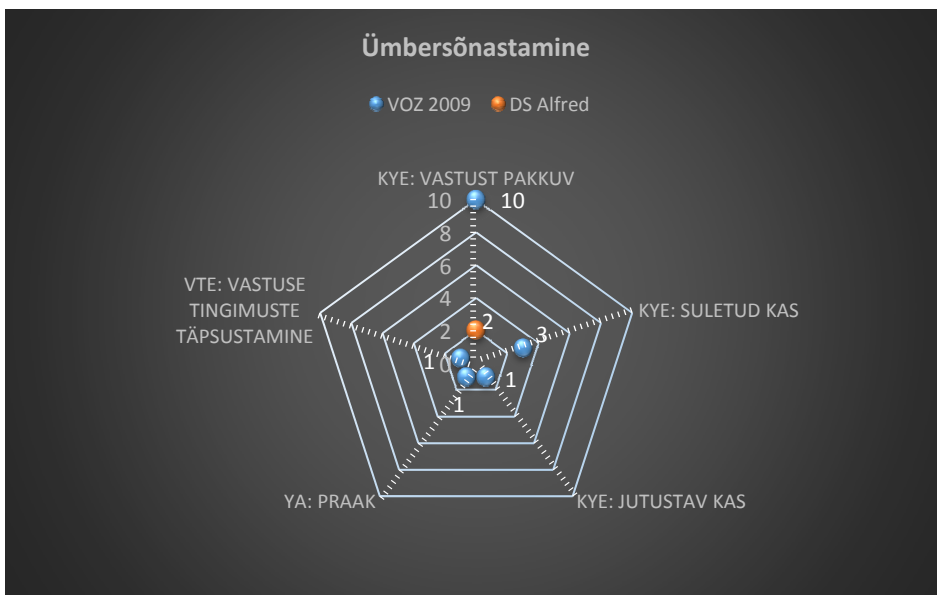 Ümbersõnastamine
VOZ 2009 DS Alfred
KYE: VASTUST PAKKUV
10 10
8
6
4
2 2
0
VTE: VASTUSE
TINGIMUSTE
TÄPSUSTAMINE
KYE: SULETUD KAS
3
1
1
1
YA: PRAAK
KYE: JUTUSTAV KAS